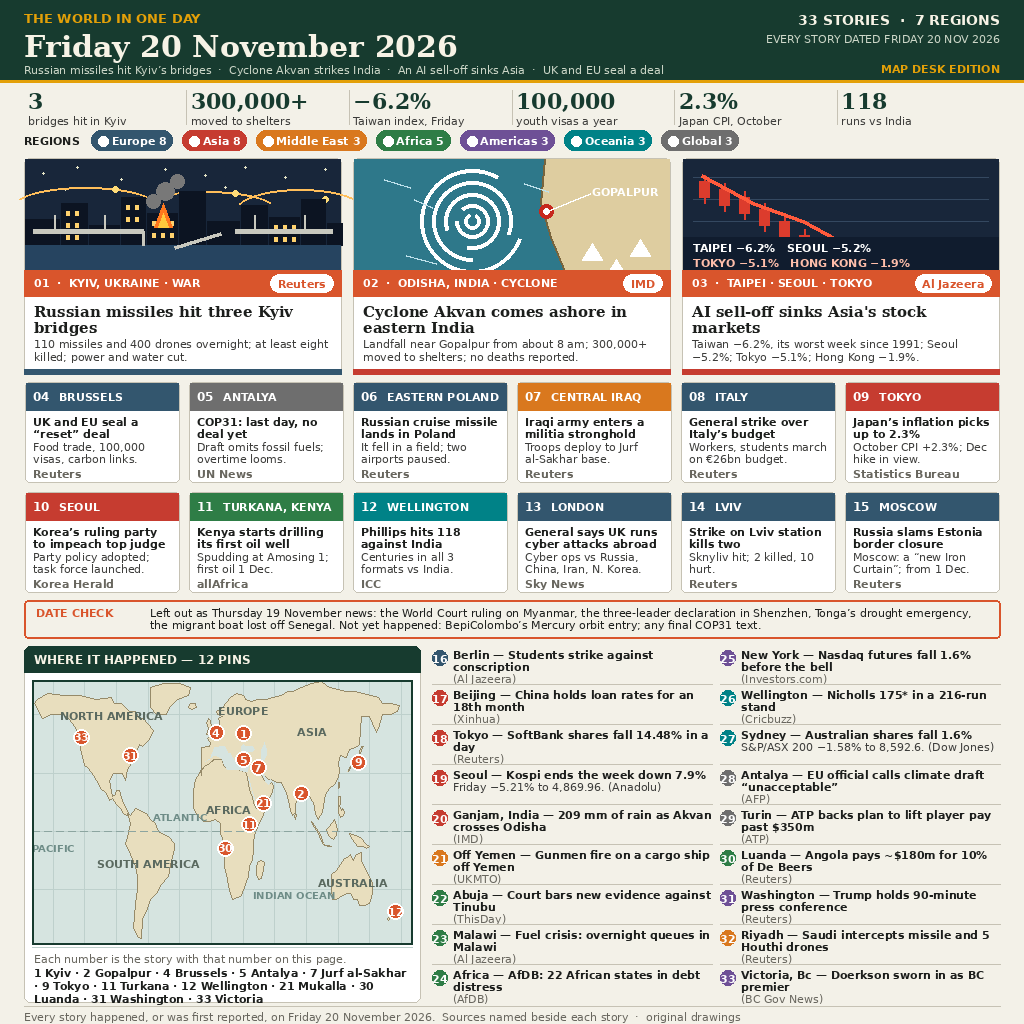 THE WORLD IN ONE DAY
Friday 20 November 2026
Russian missiles hit Kyiv’s bridges · Cyclone Akvan strikes India · An AI sell-off sinks Asia · UK and EU seal a deal
33 STORIES · 7 REGIONS
EVERY STORY DATED FRIDAY 20 NOV 2026
MAP DESK EDITION
3
bridges hit in Kyiv
300,000+
moved to shelters
−6.2%
Taiwan index, Friday
100,000
youth visas a year
2.3%
Japan CPI, October
118
runs vs India
REGIONS
Europe 8
Asia 8
Middle East 3
Africa 5
Americas 3
Oceania 3
Global 3
01 · KYIV, UKRAINE · WAR
Reuters
Russian missiles hit three Kyiv
bridges
110 missiles and 400 drones overnight; at least eight
killed; power and water cut.
GOPALPUR
02 · ODISHA, INDIA · CYCLONE
IMD
Cyclone Akvan comes ashore in
eastern India
Landfall near Gopalpur from about 8 am; 300,000+
moved to shelters; no deaths reported.
TAIPEI −6.2% SEOUL −5.2%
TOKYO −5.1% HONG KONG −1.9%
03 · TAIPEI · SEOUL · TOKYO
Al Jazeera
AI sell-off sinks Asia's stock
markets
Taiwan −6.2%, its worst week since 1991; Seoul
−5.2%; Tokyo −5.1%; Hong Kong −1.9%.
04 BRUSSELS
UK and EU seal a
“reset” deal
Food trade, 100,000
visas, carbon links.
Reuters
05 ANTALYA
COP31: last day, no
deal yet
Draft omits fossil fuels;
overtime looms.
UN News
06 EASTERN POLAND
Russian cruise missile
lands in Poland
It fell in a field; two
airports paused.
Reuters
07 CENTRAL IRAQ
Iraqi army enters a
militia stronghold
Troops deploy to Jurf
al-Sakhar base.
Reuters
08 ITALY
General strike over
Italy’s budget
Workers, students march
on €26bn budget.
Reuters
09 TOKYO
Japan’s inflation picks
up to 2.3%
October CPI +2.3%; Dec
hike in view.
Statistics Bureau
10 SEOUL
Korea’s ruling party
to impeach top judge
Party policy adopted;
task force launched.
Korea Herald
11 TURKANA, KENYA
Kenya starts drilling
its first oil well
Spudding at Amosing 1;
first oil 1 Dec.
allAfrica
12 WELLINGTON
Phillips hits 118
against India
Centuries in all 3
formats vs India.
ICC
13 LONDON
General says UK runs
cyber attacks abroad
Cyber ops vs Russia,
China, Iran, N. Korea.
Sky News
14 LVIV
Strike on Lviv station
kills two
Sknyliv hit; 2 killed, 10
hurt.
Reuters
15 MOSCOW
Russia slams Estonia
border closure
Moscow: a “new Iron
Curtain”; from 1 Dec.
Reuters
DATE CHECK
Left out as Thursday 19 November news: the World Court ruling on Myanmar, the three-leader declaration in Shenzhen, Tonga’s drought emergency,
the migrant boat lost off Senegal. Not yet happened: BepiColombo’s Mercury orbit entry; any final COP31 text.
WHERE IT HAPPENED — 12 PINS
NORTH AMERICA
EUROPE
ASIA
AFRICA
ATLANTIC
PACIFIC
SOUTH AMERICA
INDIAN OCEAN
AUSTRALIA
33
31
4
1
5
7
9
2
21
11
30
12
Each number is the story with that number on this page.
1 Kyiv · 2 Gopalpur · 4 Brussels · 5 Antalya · 7 Jurf al-Sakhar
· 9 Tokyo · 11 Turkana · 12 Wellington · 21 Mukalla · 30
Luanda · 31 Washington · 33 Victoria
16 Berlin — Students strike against
conscription
(Al Jazeera)
17 Beijing — China holds loan rates for an
18th month
(Xinhua)
18 Tokyo — SoftBank shares fall 14.48% in a
day
(Reuters)
19 Seoul — Kospi ends the week down 7.9%
Friday −5.21% to 4,869.96. (Anadolu)
20 Ganjam, India — 209 mm of rain as Akvan
crosses Odisha
(IMD)
21 Off Yemen — Gunmen fire on a cargo ship
off Yemen
(UKMTO)
22 Abuja — Court bars new evidence against
Tinubu
(ThisDay)
23 Malawi — Fuel crisis: overnight queues in
Malawi
(Al Jazeera)
24 Africa — AfDB: 22 African states in debt
distress
(AfDB)
25 New York — Nasdaq futures fall 1.6%
before the bell
(Investors.com)
26 Wellington — Nicholls 175* in a 216-run
stand
(Cricbuzz)
27 Sydney — Australian shares fall 1.6%
S&P/ASX 200 −1.58% to 8,592.6. (Dow Jones)
28 Antalya — EU official calls climate draft
“unacceptable”
(AFP)
29 Turin — ATP backs plan to lift player pay
past $350m
(ATP)
30 Luanda — Angola pays ~$180m for 10%
of De Beers
(Reuters)
31 Washington — Trump holds 90-minute
press conference
(Reuters)
32 Riyadh — Saudi intercepts missile and 5
Houthi drones
(Reuters)
33 Victoria, Bc — Doerkson sworn in as BC
premier
(BC Gov News)
Every story happened, or was first reported, on Friday 20 November 2026. Sources named beside each story · original drawings